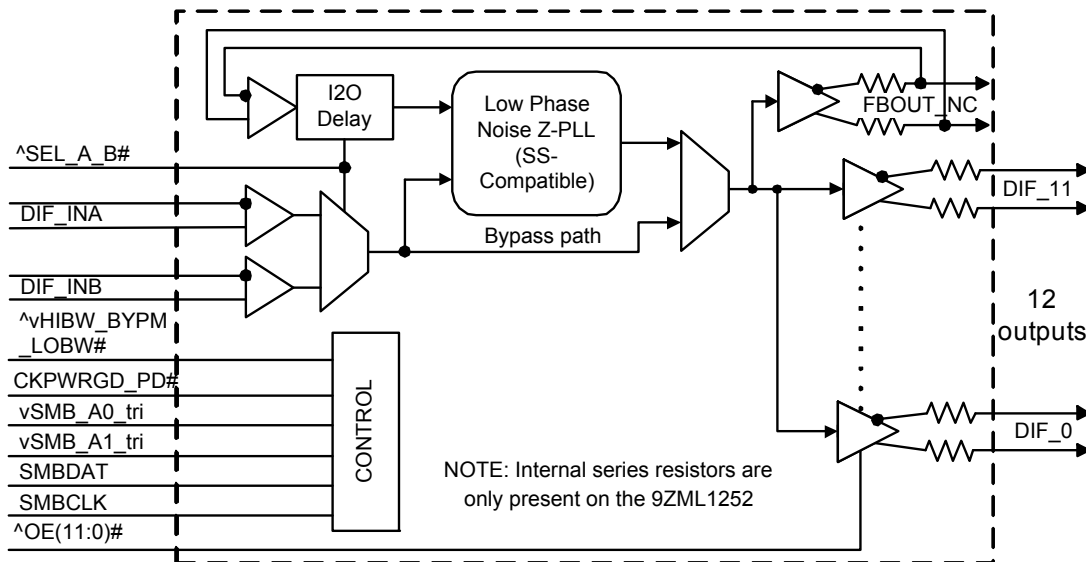 I2O
Delay
Low Phase
Noise Z-PLL
(SS-
Compatible)
FBOUT_NC
^SEL_A_B#
DIF_INA
DIF_11
Bypass path
DIF_INB
12
outputs
^vHIBW_BYPM
_LOBW#
CKPWRGD_PD#
vSMB_A0_tri
vSMB_A1_tri
SMBDAT
SMBCLK
^OE(11:0)#
CONTROL
DIF_0
NOTE: Internal series resistors are
only present on the 9ZML1252